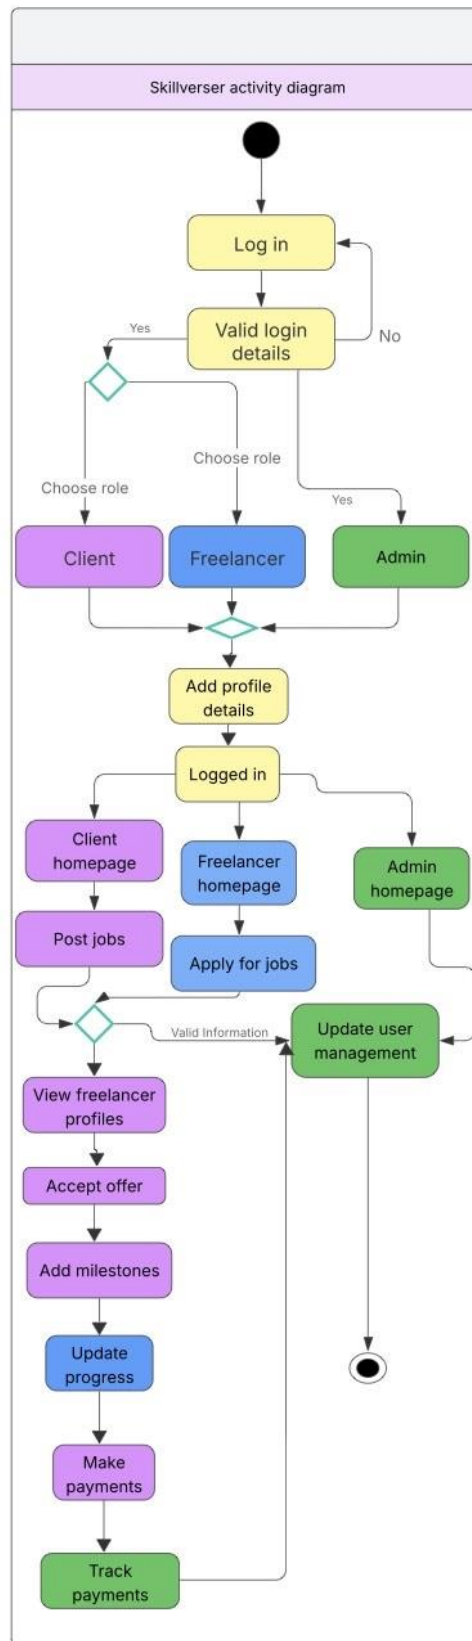 Skillverser activity diagram
Log in
Valid login
details
Yes
No
Choose role
Choose role
Yes
Client
Freelancer
Admin
Add profile
details
Logged in
Client
homepage
Freelancer
homepage
Admin
homepage
Post jobs
Apply for jobs
Valid Information
Update user
management
View freelancer
profiles
Accept offer
Add milestones
Update
progress
Make
payments
Track
payments